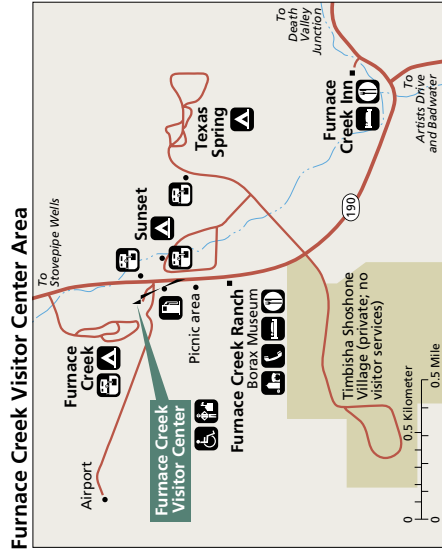 Furnace Creek Visitor Center Area
To
Stovepipe Wells
To
Death
Valley
Junction
Furnace
Creek
Airport
Sunset
Texas
Spring
Furnace Creek
Visitor Center
Picnic area
Furnace Creek Ranch
Borax Museum
Furnace
Creek Inn
190
To
Artists Drive
and Badwater
Timbisha Shoshone
Village (private; no
visitor services)
0
0.5 Kilometer
0
0.5 Mile